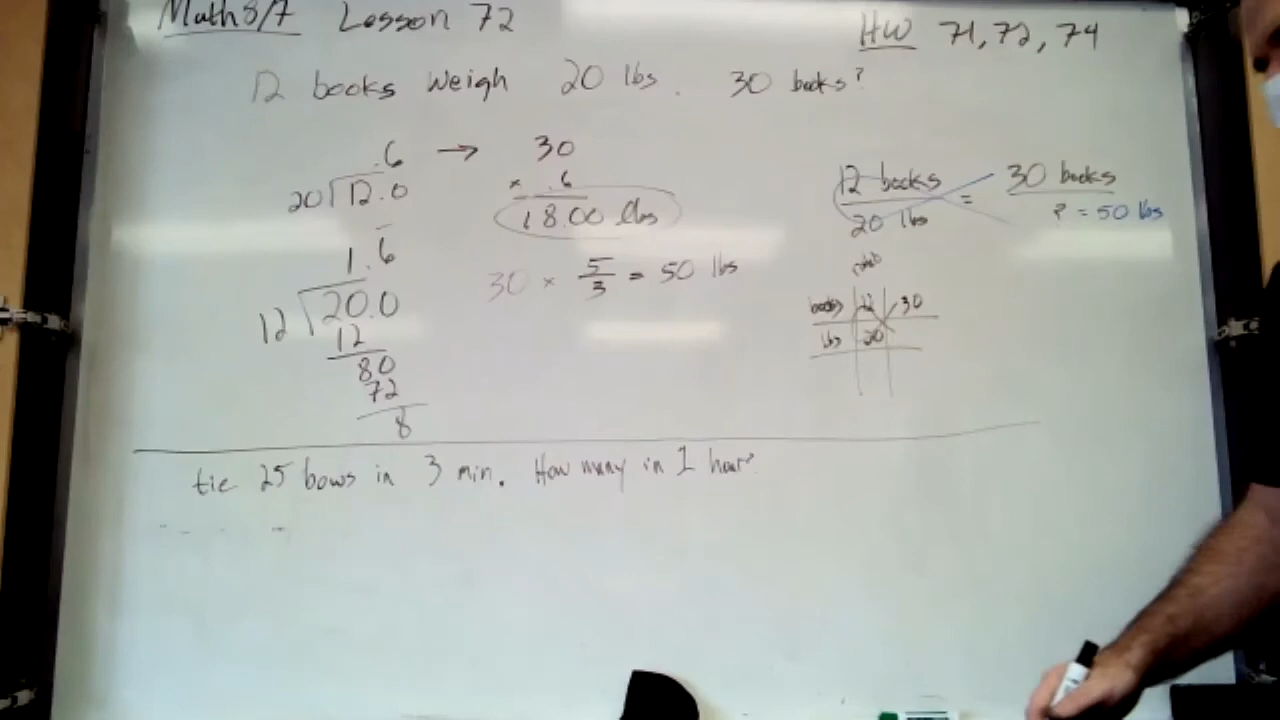 Math 8/7 Lesson 72
HW 71, 72, 74
12 books weigh 20 lbs. 30 books?
.6 → 30
20 12.0
x .6
18.00 lbs
1.6
12 20.0
12
80
72
8
30 × 5/3 = 50 lbs
12 books = 30 books
20 lbs ? = 50 lbs
books 12 30
lbs 20
tie 25 bows in 3 min. How many in 1 hour?